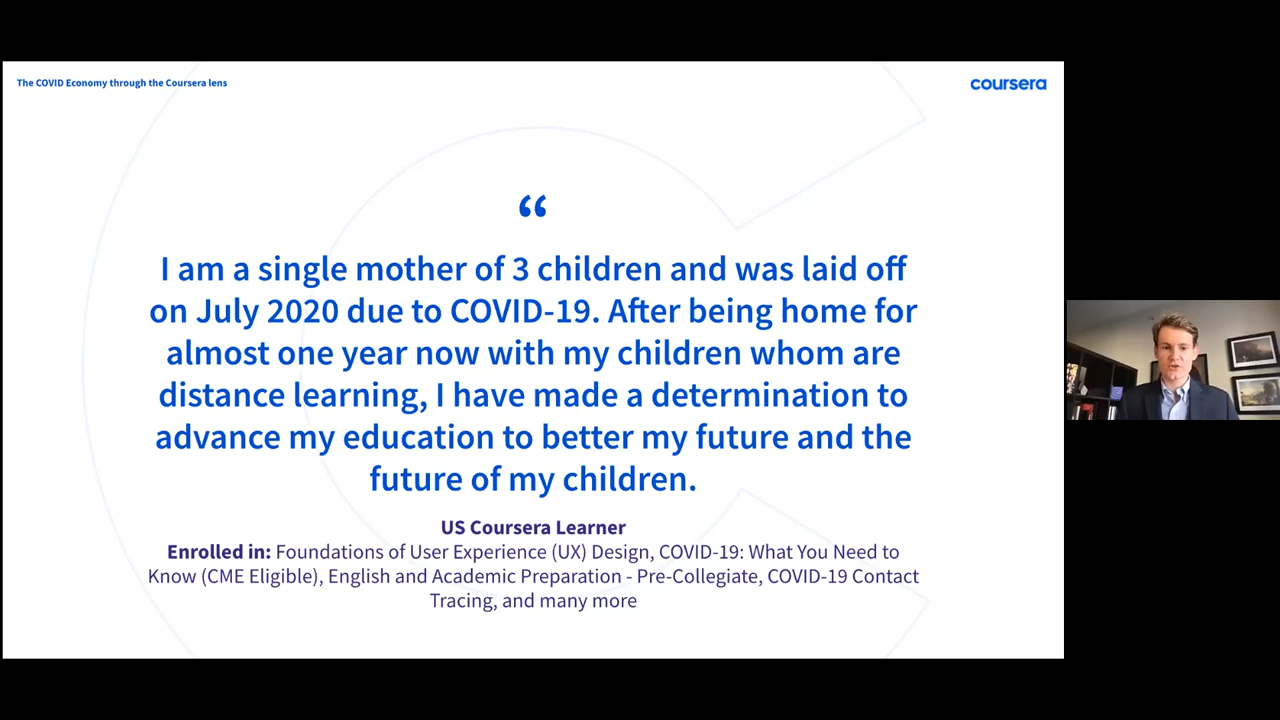 The COVID Economy through the Coursera lens
coursera
“
I am a single mother of 3 children and was laid off
on July 2020 due to COVID-19. After being home for
almost one year now with my children whom are
distance learning, I have made a determination to
advance my education to better my future and the
future of my children.
US Coursera Learner
Enrolled in: Foundations of User Experience (UX) Design, COVID-19: What You Need to
Know (CME Eligible), English and Academic Preparation - Pre-Collegiate, COVID-19 Contact
Tracing, and many more